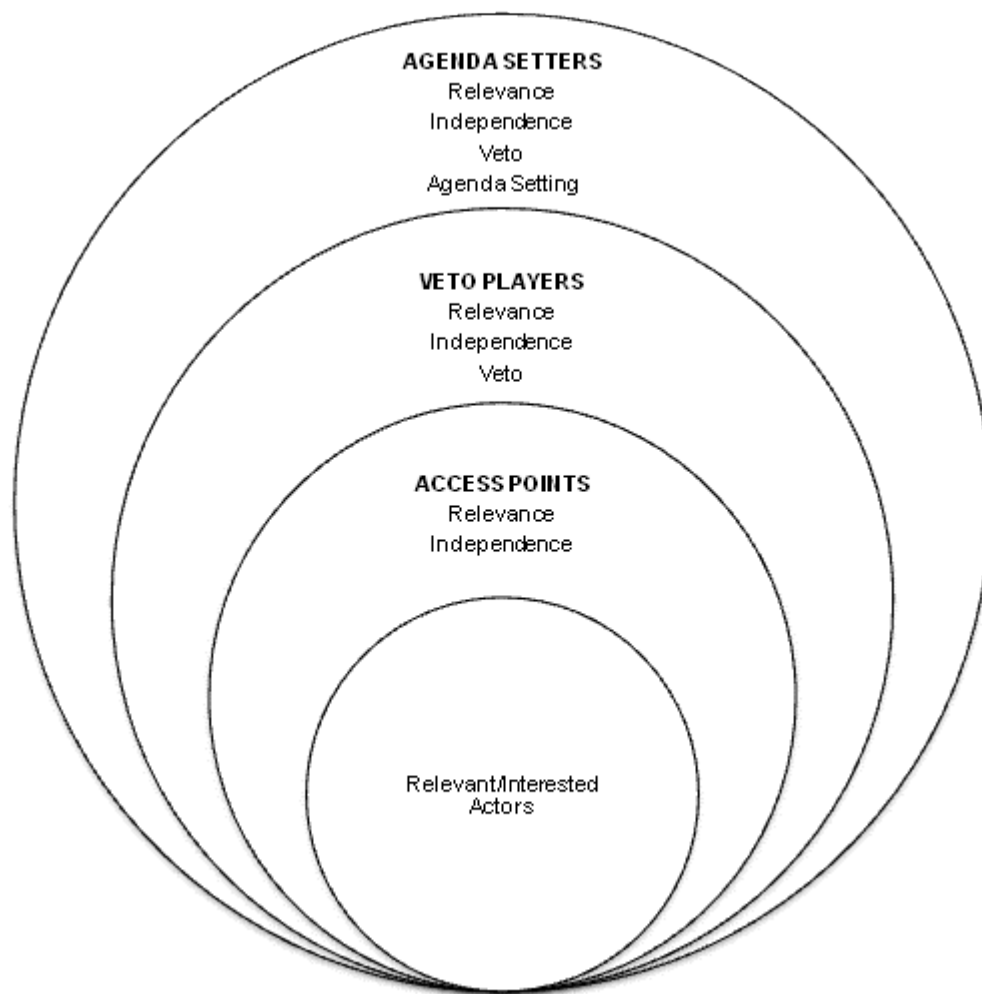 AGENDA SETTERS
Relevance
Independence
Veto
Agenda Setting
VETO PLAYERS
Relevance
Independence
Veto
ACCESS POINTS
Relevance
Independence
Relevant/Interested
Actors